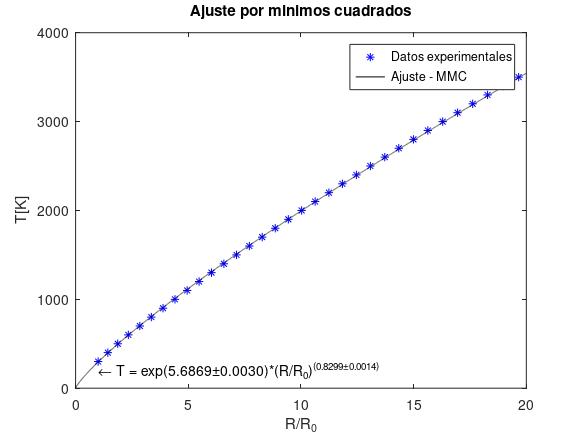 Ajuste por minimos cuadrados
4000
3000
2000
1000
0
T[K]
Datos experimentales
Ajuste - MMC
← T = exp(5.6869±0.0030)*(R/R₀)^(0.8299±0.0014)
0 5 10 15 20
R/R₀